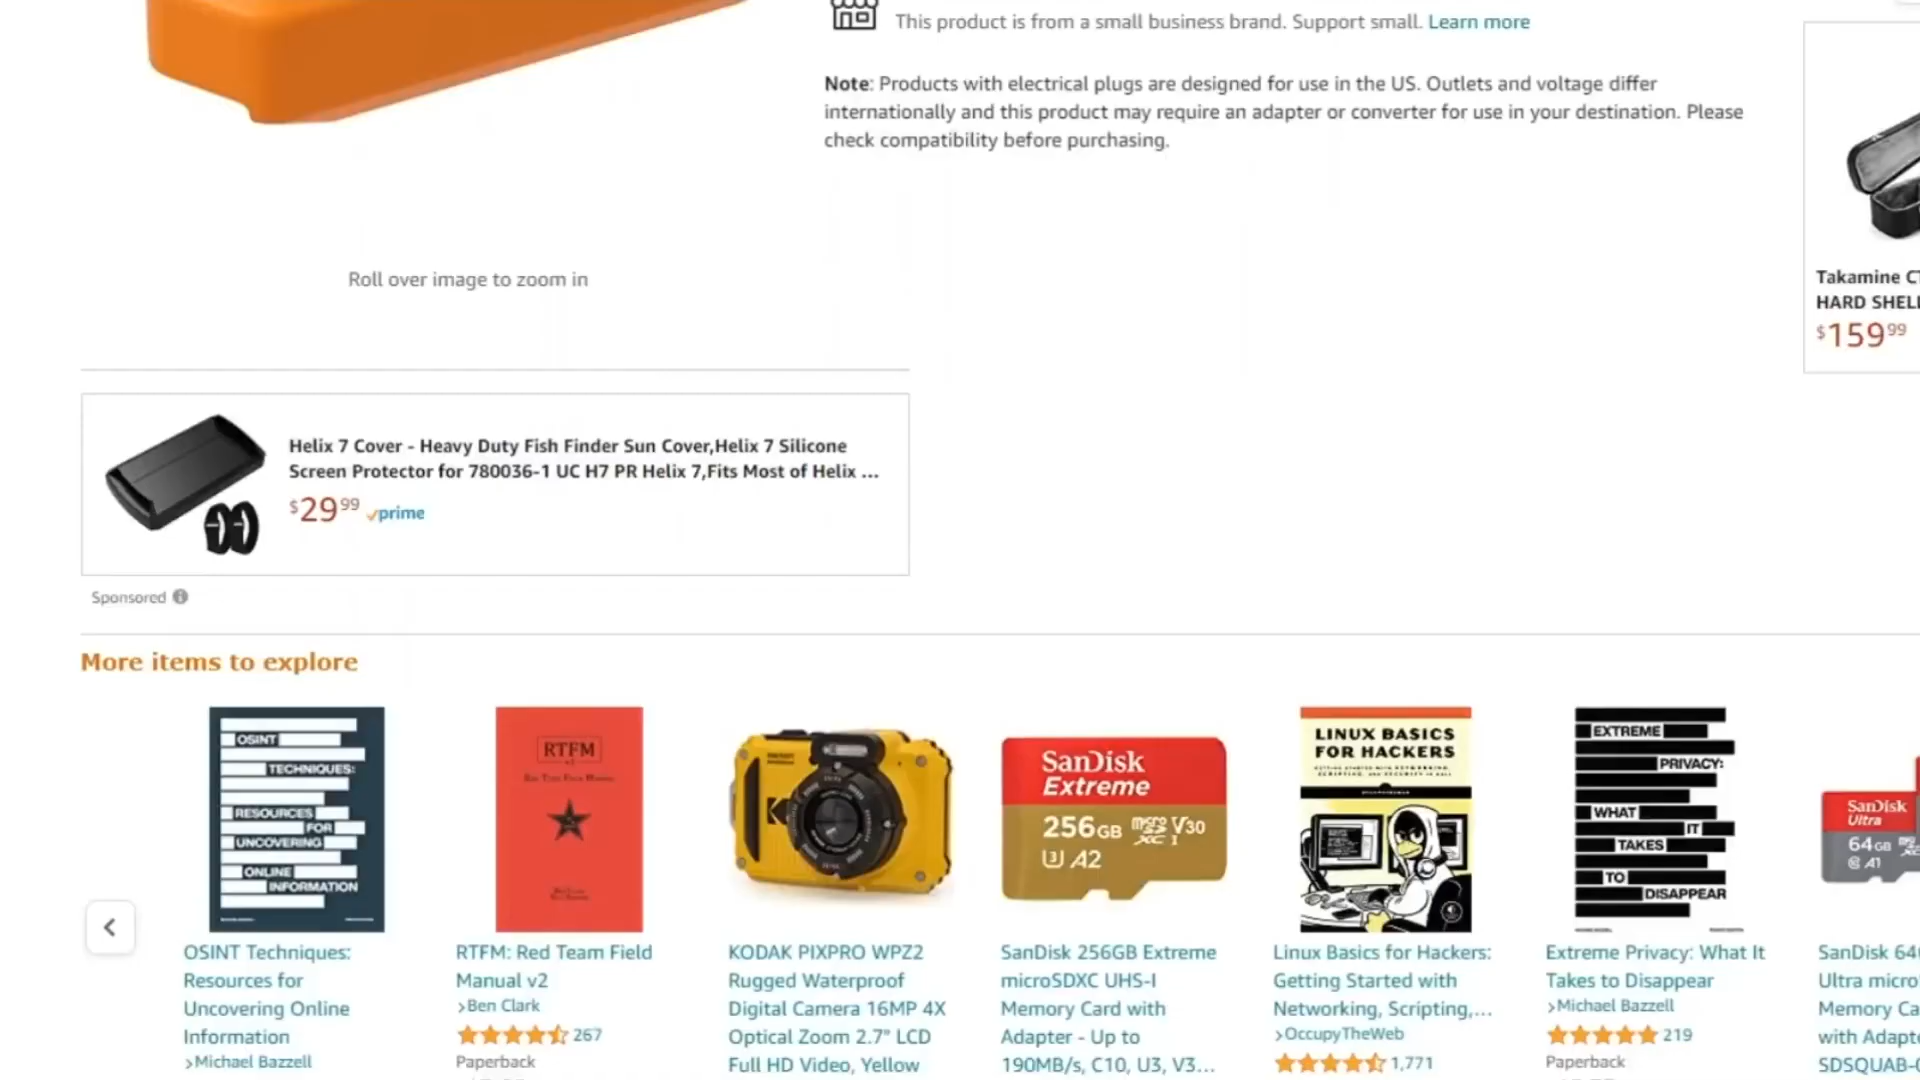 This product is from a small business brand. Support small. Learn more
Note: Products with electrical plugs are designed for use in the US. Outlets and voltage differ
internationally and this product may require an adapter or converter for use in your destination. Please
check compatibility before purchasing.
Roll over image to zoom in
Takamine
HARD SHELL
$159 99
Helix 7 Cover - Heavy Duty Fish Finder Sun Cover,Helix 7 Silicone
Screen Protector for 780036-1 UC H7 PR Helix 7,Fits Most of Helix ...
$29 99 prime
Sponsored
More items to explore
OSINT
TECHNIQUES:
RESOURCES
FOR
UNCOVERING
ONLINE
INFORMATION
OSINT Techniques:
Resources for
Uncovering Online
Information
›Michael Bazzell
RTFM
RTFM: Red Team Field
Manual v2
›Ben Clark
267
Paperback
KODAK PIXPRO WPZ2
Rugged Waterproof
Digital Camera 16MP 4X
Optical Zoom 2.7" LCD
Full HD Video, Yellow
SanDisk
Extreme
256GB micro SD XC I V30
U3 A2
SanDisk 256GB Extreme
microSDXC UHS-I
Memory Card with
Adapter - Up to
190MB/s, C10, U3, V3...
LINUX BASICS
FOR HACKERS
Linux Basics for Hackers:
Getting Started with
Networking, Scripting,...
›OccupyTheWeb
1,771
EXTREME
PRIVACY:
WHAT
IT
TAKES
TO
DISAPPEAR
Extreme Privacy: What It
Takes to Disappear
›Michael Bazzell
219
Paperback
SanDisk
Ultra
64GB
A1
SanDisk 64
Ultra micro
Memory Ca
with Adapt
SDSQUAB-